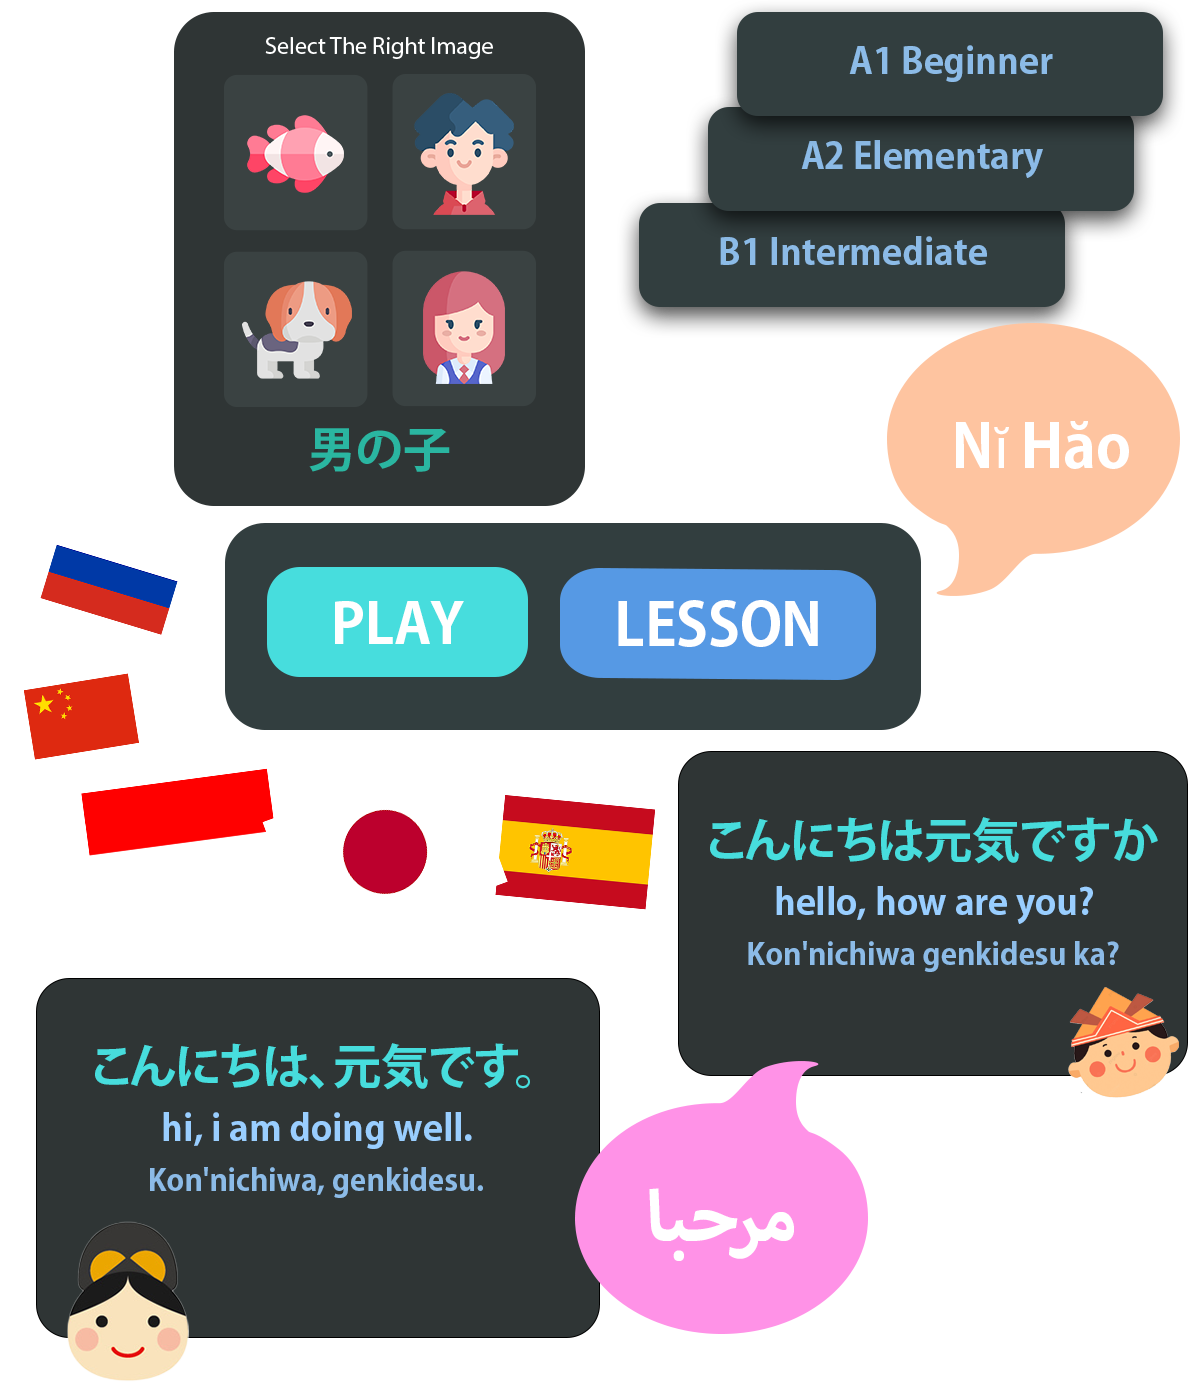 Select The Right Image
男の子
A1 Beginner
A2 Elementary
B1 Intermediate
Nĭ Hăo
PLAY
LESSON
こんにちは元気ですか
hello, how are you?
Kon'nichiwa genkidesu ka?
こんにちは、元気です。
hi, i am doing well.
Kon'nichiwa, genkidesu.
مرحبا